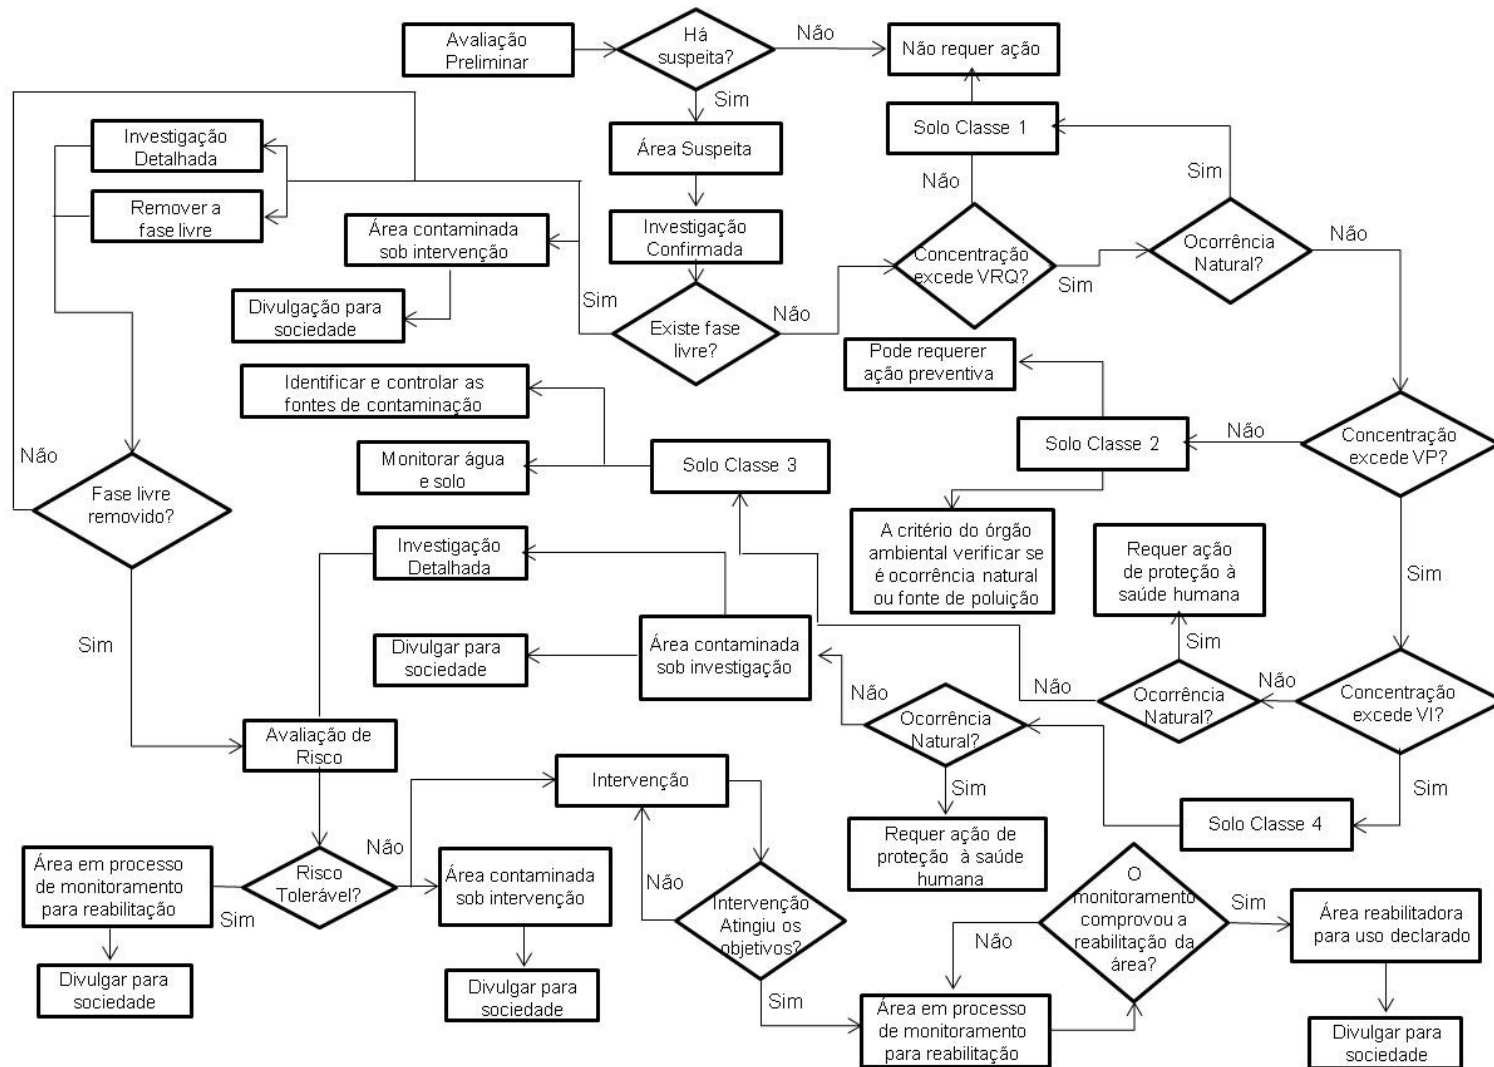 Avaliação
Preliminar
Há
suspeita?
Não
Não requer ação
Sim
Solo Classe 1
Investigação
Detalhada
Área Suspeita
Sim
Não
Remover a
fase livre
Área contaminada
sob intervenção
Investigação
Confirmada
Concentração
excede VRQ?
Sim
Ocorrência
Natural?
Não
Divulgação para
sociedade
Sim
Existe fase
livre?
Não
Pode requerer
ação preventiva
Identificar e controlar as
fontes de contaminação
Solo Classe 2
Não
Concentração
excede VP?
Não
Monitorar água
e solo
Solo Classe 3
Fase livre
removido?
A critério do órgão
ambiental verificar se
é ocorrência natural
ou fonte de poluição
Requer ação
de proteção à
saúde humana
Sim
Investigação
Detalhada
Sim
Divulgar para
sociedade
Área contaminada
sob investigação
Sim
Não
Ocorrência
Natural?
Não
Ocorrência
Natural?
Não
Concentração
excede VI?
Avaliação de
Risco
Intervenção
Sim
Sim
Solo Classe 4
Requer ação de
proteção à saúde
humana
Área em processo
de monitoramento
para reabilitação
Sim
Risco
Tolerável?
Não
Área contaminada
sob intervenção
Não
Intervenção
Atingiu os
objetivos?
O
monitoramento
comprovou a
reabilitação da
área?
Sim
Não
Área reabilitadora
para uso declarado
Divulgar para
sociedade
Divulgar para
sociedade
Sim
Área em processo
de monitoramento
para reabilitação
Divulgar para
sociedade